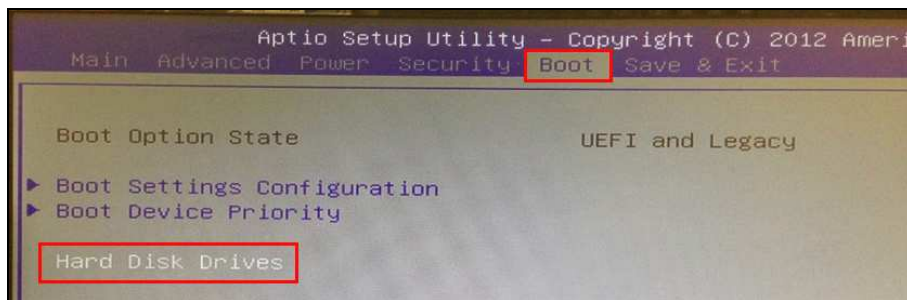 Aptio Setup Utility – Copyright (C) 2012 Ameri
Main Advanced Power Security Boot Save & Exit
Boot Option State UEFI and Legacy
Boot Settings Configuration
Boot Device Priority
Hard Disk Drives